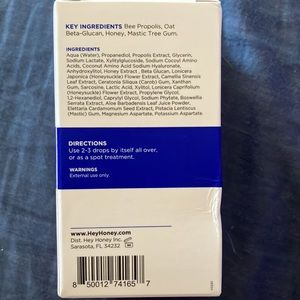 KEY INGREDIENTS Bee Propolis, Oat
Beta-Glucan, Honey, Mastic Tree Gum.
INGREDIENTS
Aqua (Water), Propanediol, Propolis Extract, Glycerin,
Sodium Lactate, Xylitylglucoside, Sodium Cocoyl Amino
Acids, Coconut Amino Acid Sodium Hyaluronate,
Anhydroxylitol, Honey Extract, Beta Glucan, Lonicera
Japonica (Honeysuckle) Flower Extract, Camellia Sinensis
Leaf Extract, Ceratonia Siliqua (Carob) Gum, Xanthan
Gum, Sarcosine, Lactic Acid, Xylitol, Lonicera Caprifolium
(Honeysuckle) Flower Extract, Propylene Glycol,
1,2-Hexanediol, Caprylyl Glycol, Sodium Phytate, Boswellia
Serrata Extract, Aloe Barbadensis Leaf Juice Powder,
Elettaria Cardamomum Seed Extract, Pistacia Lentiscus
(Mastic) Gum, Magnesium Aspartate, Potassium Aspartate
DIRECTIONS
Use 2-3 drops by itself all over,
or as a spot treatment.
WARNINGS
External use only.
www.HeyHoney.com
Dist. Hey Honey Inc.
Sarasota, FL 34232
8 50012 74165 7